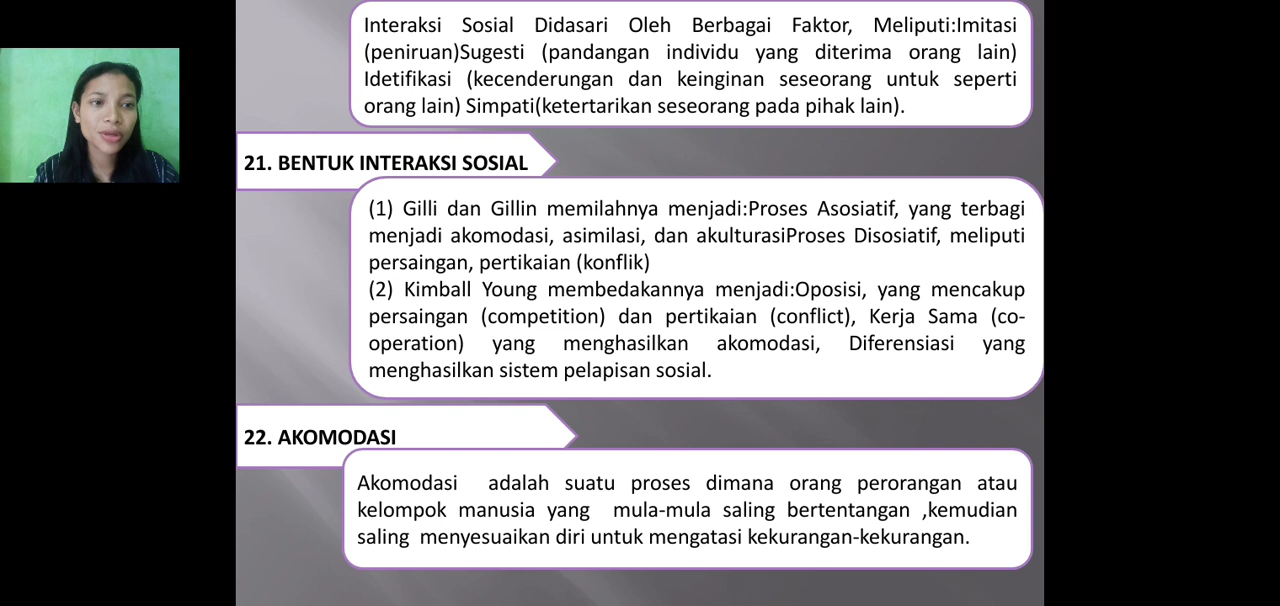 Interaksi Sosial Didasari Oleh Berbagai Faktor, Meliputi:Imitasi
(peniruan)Sugesti (pandangan individu yang diterima orang lain)
Idetifikasi (kecenderungan dan keinginan seseorang untuk seperti
orang lain) Simpati(ketertarikan seseorang pada pihak lain).
21. BENTUK INTERAKSI SOSIAL
(1) Gilli dan Gillin memilahnya menjadi:Proses Asosiatif, yang terbagi
menjadi akomodasi, asimilasi, dan akulturasiProses Disosiatif, meliputi
persaingan, pertikaian (konflik)
(2) Kimball Young membedakannya menjadi:Oposisi, yang mencakup
persaingan (competition) dan pertikaian (conflict), Kerja Sama (co-
operation) yang menghasilkan akomodasi, Diferensiasi yang
menghasilkan sistem pelapisan sosial.
22. AKOMODASI
Akomodasi adalah suatu proses dimana orang perorangan atau
kelompok manusia yang mula-mula saling bertentangan ,kemudian
saling menyesuaikan diri untuk mengatasi kekurangan-kekurangan.